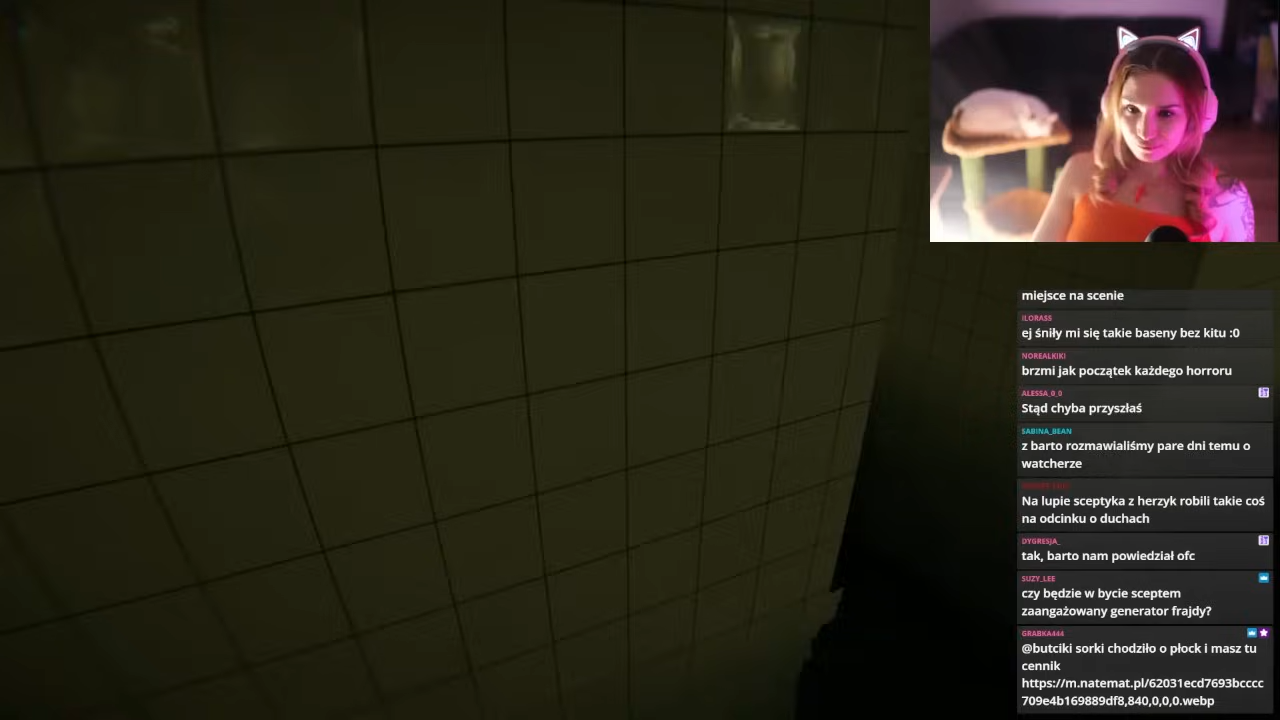 miejsce na scenie
ILORASS
ej śniły mi się takie baseny bez kitu :0
NOREALKIKI
brzmi jak początek każdego horroru
ALESSA_0_0
Stąd chyba przyszłaś
SABINA_BEAN
z barto rozmawialiśmy pare dni temu o
watcherze
Na lupie sceptyka z herzyk robili takie coś
na odcinku o duchach
DYGRESJA_
tak, barto nam powiedział ofc
SUZY_LEE
czy będzie w bycie sceptem
zaangażowany generator frajdy?
GRABKA444
@butciki sorki chodziło o płock i masz tu
cennik
https://m.natemat.pl/62031ecd7693bcccc
709e4b169889df8,840,0,0,0.webp